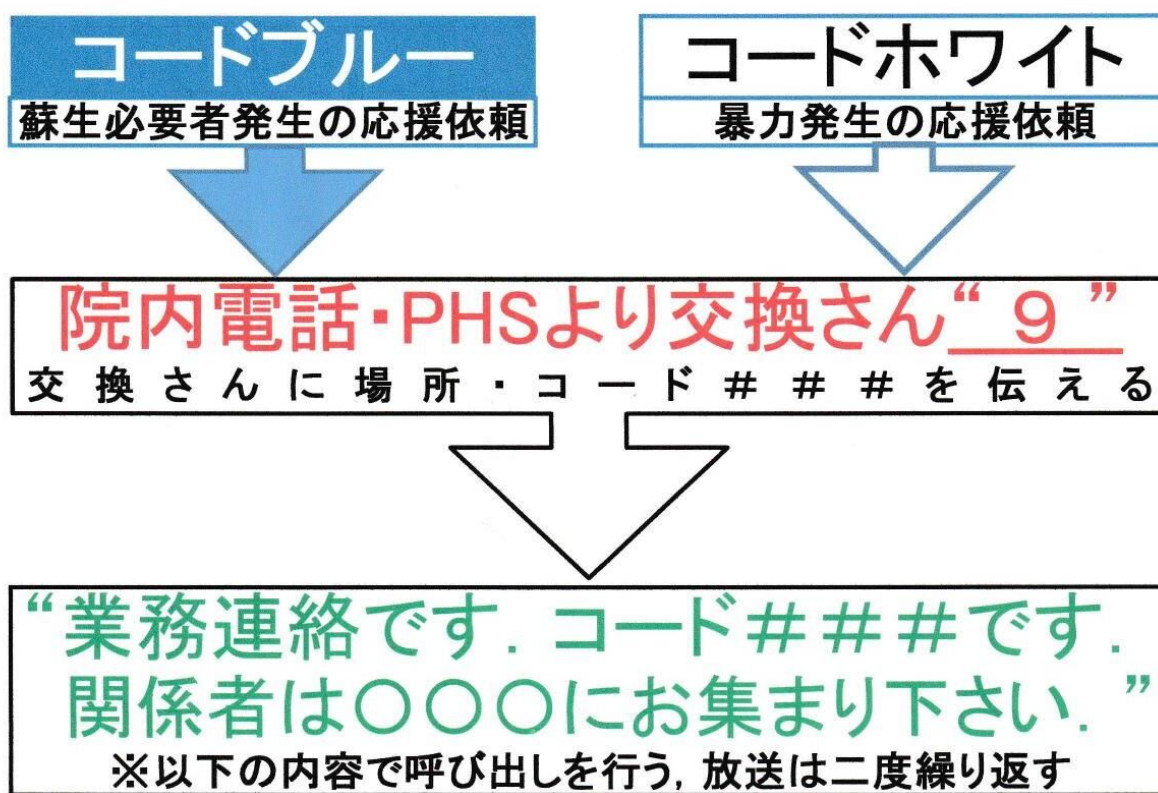 コードブルー
蘇生必要者発生の応援依頼
コードホワイト
暴力発生の応援依頼
院内電話・PHSより交換さん“ 9 ”
交換さんに場所・コード###を伝える
“業務連絡です．コード###です．
関係者は〇〇〇にお集まり下さい．”
※以下の内容で呼び出しを行う，放送は二度繰り返す